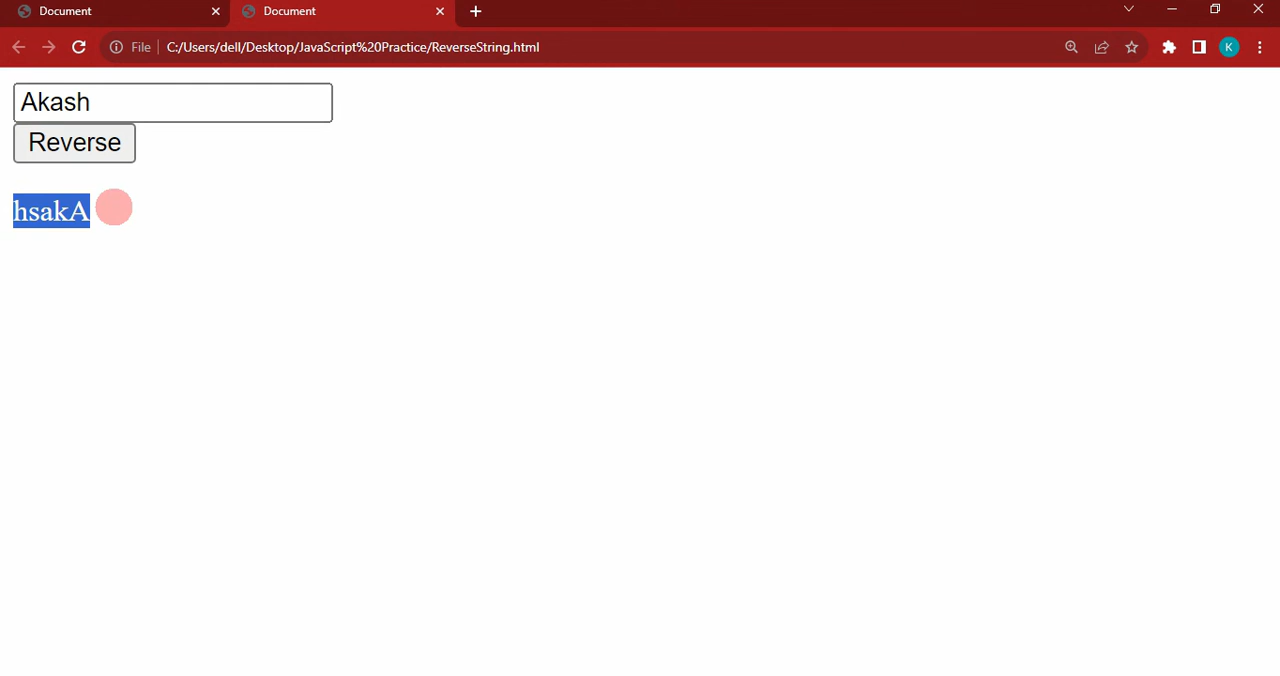 Document
Document
File
C:/Users/dell/Desktop/JavaScript%20Practice/ReverseString.html
K
Akash
Reverse
hsakA